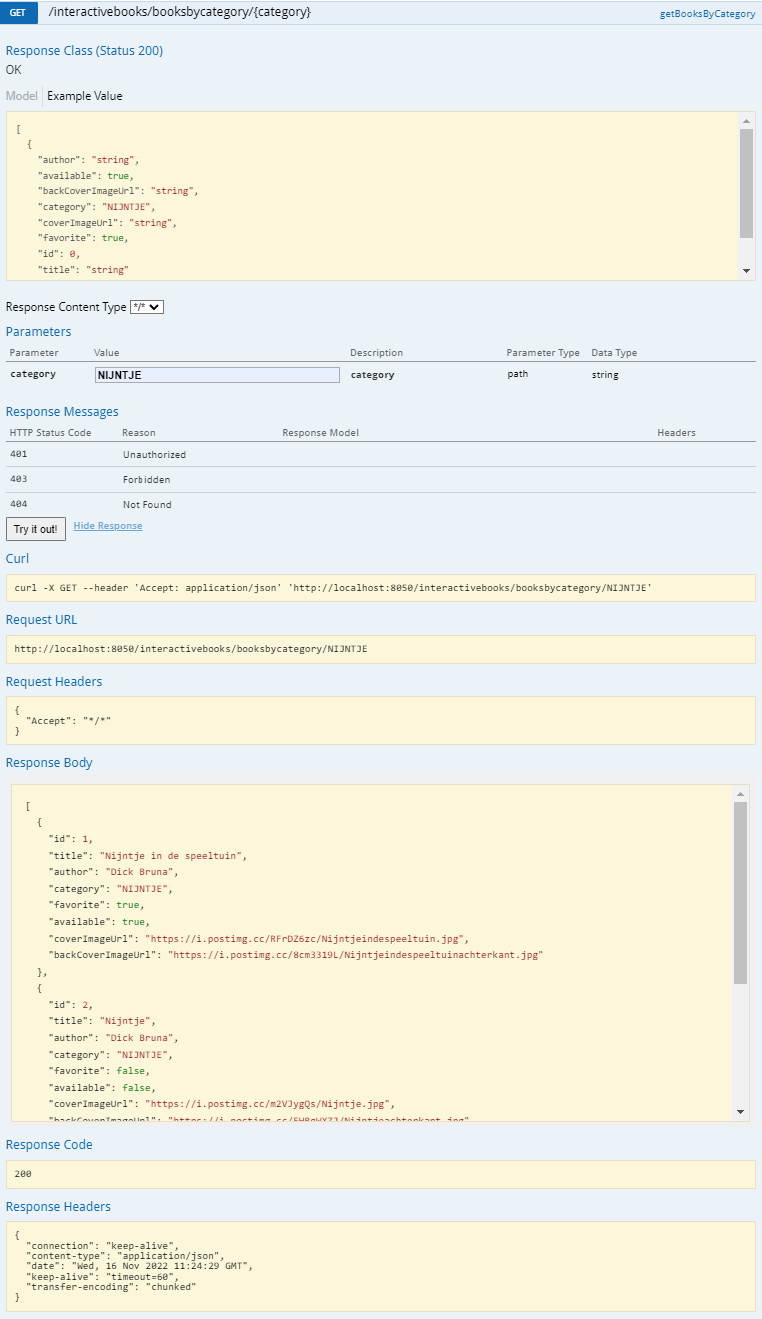 GET /interactivebooks/booksbycategory/{category} getBooksByCategory
Response Class (Status 200)
OK
Model Example Value
[
{
"author": "string",
"available": true,
"backCoverImageUrl": "string",
"category": "NIJNTJE",
"coverImageUrl": "string",
"favorite": true,
"id": 0,
"title": "string"
Response Content Type */*
Parameters
Parameter Value Description Parameter Type Data Type
category NIJNTJE category path string
Response Messages
HTTP Status Code Reason Response Model Headers
401 Unauthorized
403 Forbidden
404 Not Found
Try it out! Hide Response
Curl
curl -X GET --header 'Accept: application/json' 'http://localhost:8050/interactivebooks/booksbycategory/NIJNTJE'
Request URL
http://localhost:8050/interactivebooks/booksbycategory/NIJNTJE
Request Headers
{
"Accept": "*/*"
}
Response Body
[
{
"id": 1,
"title": "Nijntje in de speeltuin",
"author": "Dick Bruna",
"category": "NIJNTJE",
"favorite": true,
"available": true,
"coverImageUrl": "https://i.postimg.cc/RFrDZ6zc/Nijntjeindespeeltuin.jpg",
"backCoverImageUrl": "https://i.postimg.cc/8cm3319L/Nijntjeindespeeltuinachterkant.jpg"
},
{
"id": 2,
"title": "Nijntje",
"author": "Dick Bruna",
"category": "NIJNTJE",
"favorite": false,
"available": false,
"coverImageUrl": "https://i.postimg.cc/m2VJygQs/Nijntje.jpg",
"backCoverImageUrl":
Response Code
200
Response Headers
{
"connection": "keep-alive",
"content-type": "application/json",
"date": "Wed, 16 Nov 2022 11:24:29 GMT",
"keep-alive": "timeout=60",
"transfer-encoding": "chunked"
}